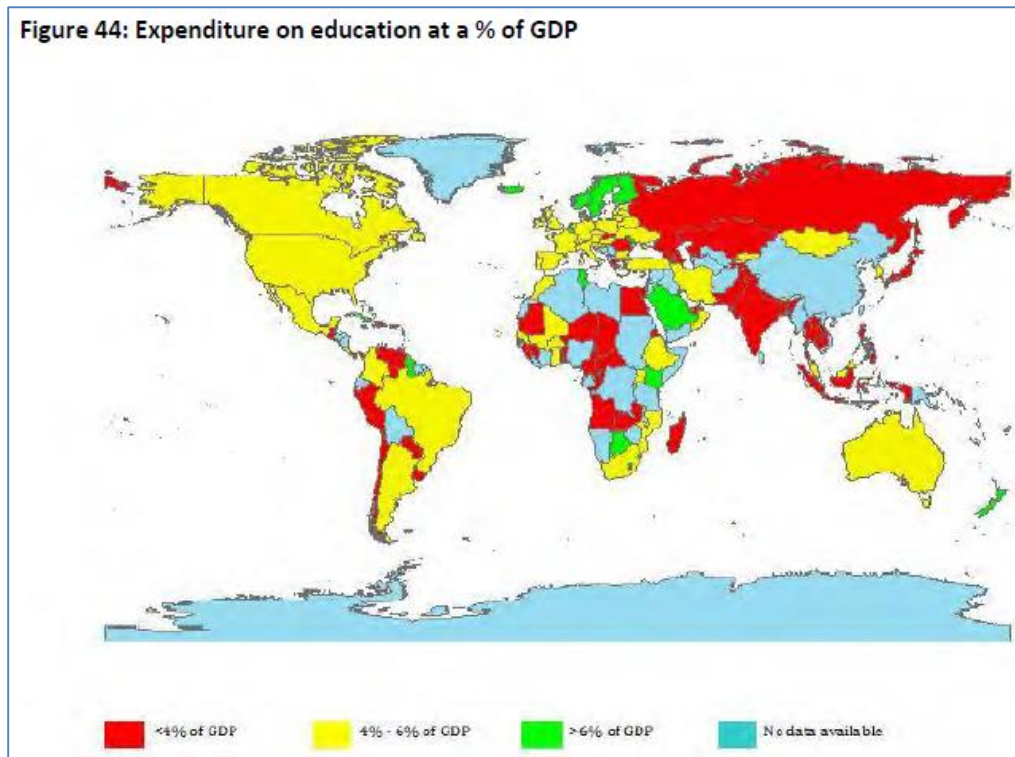 Figure 44: Expenditure on education at a % of GDP
<4% of GDP
4% - 6% of GDP
>6% of GDP
No data available